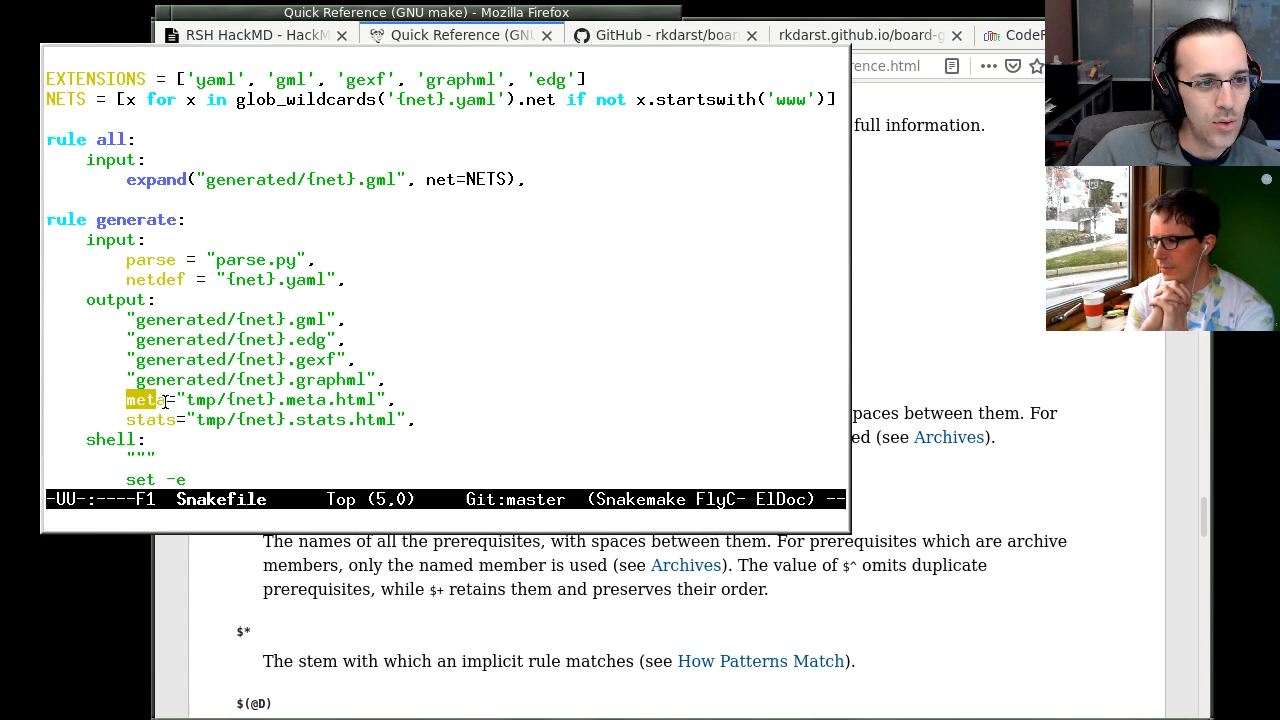 Quick Reference (GNU make) - Mozilla Firefox
RSH HackMD - HackM
Quick Reference (GN
GitHub - rkdarst/boar
rkdarst.github.io/board-g
CodeF
rence.html
EXTENSIONS = ['yaml', 'gml', 'gexf', 'graphml', 'edg']
NETS = [x for x in glob_wildcards('{net}.yaml').net if not x.startswith('www')]
rule all:
input:
expand("generated/{net}.gml", net=NETS),
rule generate:
input:
parse = "parse.py",
netdef = "{net}.yaml",
output:
"generated/{net}.gml",
"generated/{net}.edg",
"generated/{net}.gexf",
"generated/{net}.graphml",
meta="tmp/{net}.meta.html",
stats="tmp/{net}.stats.html",
shell:
"""
set -e
-UU-:----F1 Snakefile Top (5,0) Git:master (Snakemake FlyC- ElDoc) --
full information.
spaces between them. For
ed (see Archives).
The names of all the prerequisites, with spaces between them. For prerequisites which are archive
members, only the named member is used (see Archives). The value of $^ omits duplicate
prerequisites, while $+ retains them and preserves their order.
$*
The stem with which an implicit rule matches (see How Patterns Match).
$(@D)